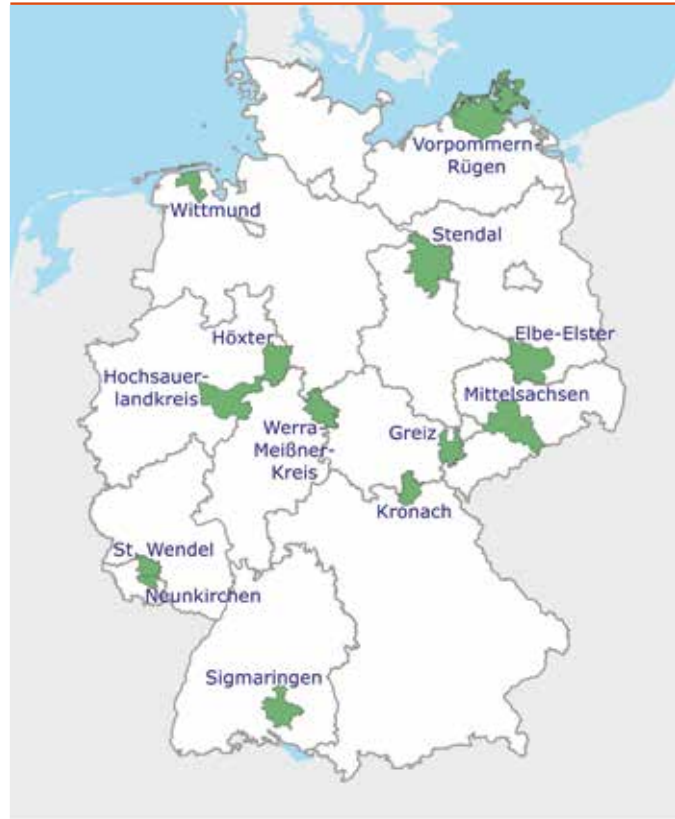 Vorpommern-
Rügen
Wittmund
Stendal
Höxter
Elbe-Elster
Hochsauer-
landkreis
Mittelsachsen
Werra-
Meißner-
Kreis
Greiz
Kronach
St. Wendel
Neunkirchen
Sigmaringen